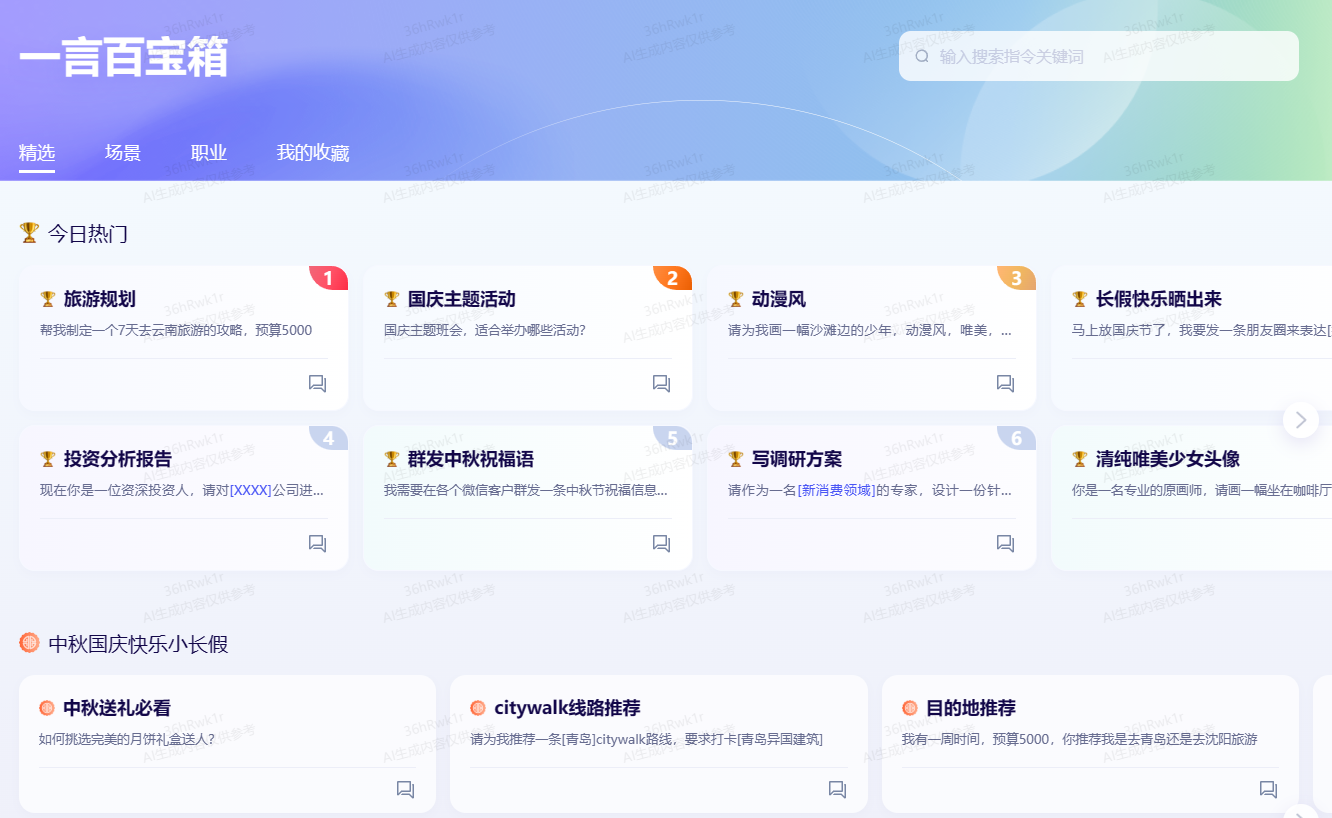 一言百宝箱
输入搜索指令关键词
精选 场景 职业 我的收藏
🏆 今日热门
1
🏆 旅游规划
帮我制定一个7天去云南旅游的攻略，预算5000
2
🏆 国庆主题活动
国庆主题班会，适合举办哪些活动？
3
🏆 动漫风
请为我画一幅沙滩边的少年，动漫风，唯美，...
🏆 长假快乐晒出来
马上放国庆节了，我要发一条朋友圈来表达[
4
🏆 投资分析报告
现在你是一位资深投资人，请对[XXXX]公司进...
5
🏆 群发中秋祝福语
我需要在各个微信客户群发一条中秋节祝福信息...
6
🏆 写调研方案
请作为一名[新消费领域]的专家，设计一份针...
🏆 清纯唯美少女头像
你是一名专业的原画师，请画一幅坐在咖啡厅
中秋国庆快乐小长假
中秋送礼必看
如何挑选完美的月饼礼盒送人？
citywalk线路推荐
请为我推荐一条[青岛]citywalk路线，要求打卡[青岛异国建筑]
目的地推荐
我有一周时间，预算5000，你推荐我是去青岛还是去沈阳旅游
36hRwk1r
AI生成内容仅供参考